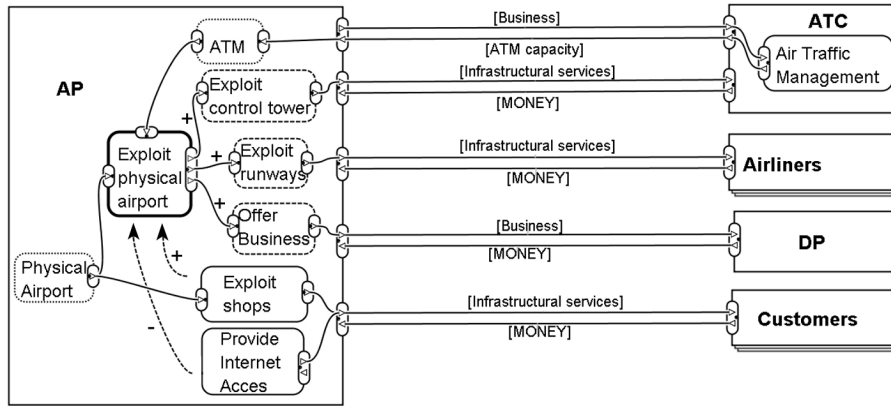 AP
ATM
Exploit
control tower
+
Exploit
physical
airport
+
Exploit
runways
+
Offer
Business
Physical
Airport
+
Exploit
shops
-
Provide
Internet
Acces
[Business]
[ATM capacity]
[Infrastructural services]
[MONEY]
[Infrastructural services]
[MONEY]
[Business]
[MONEY]
[Infrastructural services]
[MONEY]
ATC
Air Traffic
Management
Airliners
DP
Customers